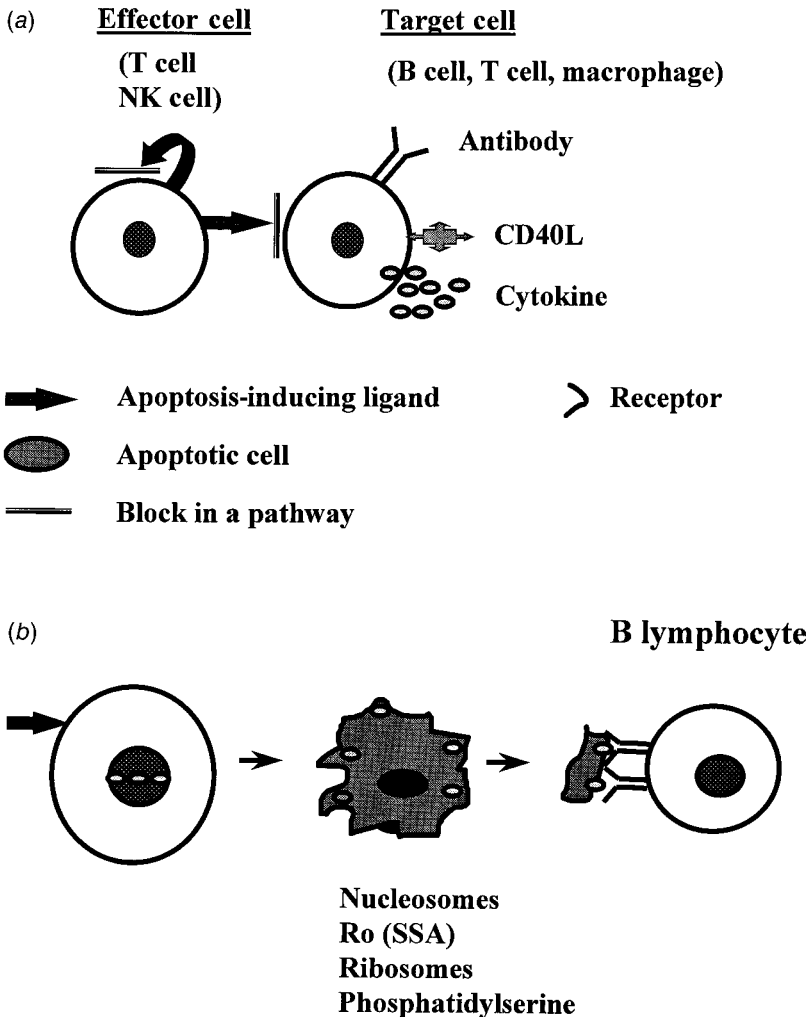 (a)
Effector cell
Target cell
(T cell
NK cell)
(B cell, T cell, macrophage)
Antibody
CD40L
Cytokine
Apoptosis-inducing ligand
Receptor
Apoptotic cell
Block in a pathway
(b)
B lymphocyte
Nucleosomes
Ro (SSA)
Ribosomes
Phosphatidylserine